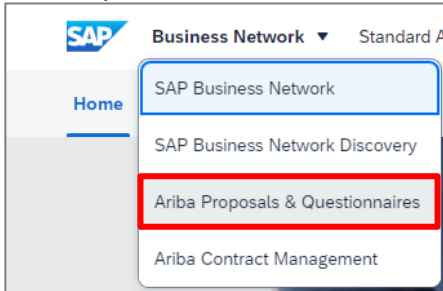 SAP Business Network ▼ Standard A
Home
SAP Business Network
SAP Business Network Discovery
Ariba Proposals & Questionnaires
Ariba Contract Management